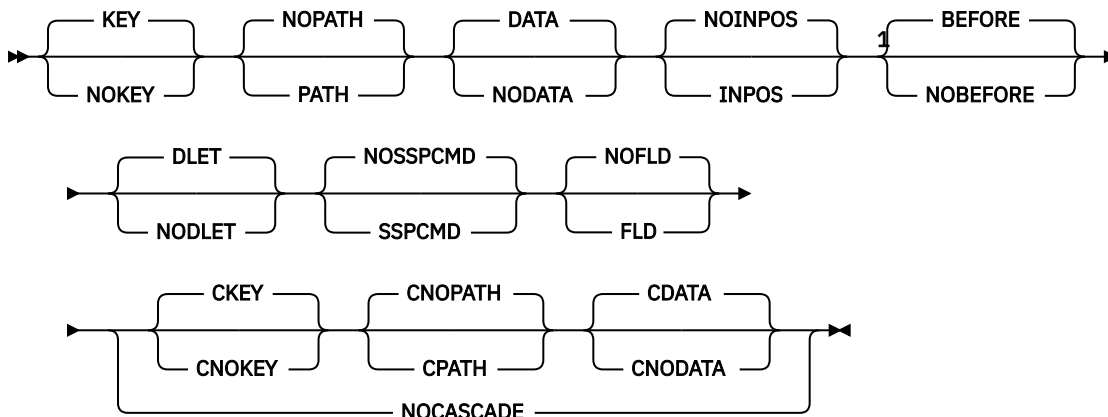 KEY NOPATH DATA NOINPOS BEFORE
1
NOKEY PATH NODATA INPOS NOBEFORE
DLET NOSSPCMD NOFLD
NODLET SSPCMD FLD
CKEY CNOPATH CDATA
CNOKEY CPATH CNODATA
NOCASCADE